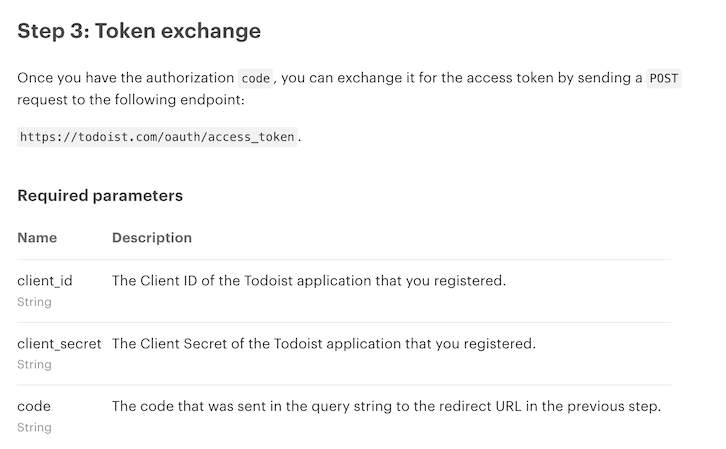 Step 3: Token exchange
Once you have the authorization code, you can exchange it for the access token by sending a POST
request to the following endpoint:
https://todoist.com/oauth/access_token.
Required parameters
Name Description
client_id The Client ID of the Todoist application that you registered.
String
client_secret The Client Secret of the Todoist application that you registered.
String
code The code that was sent in the query string to the redirect URL in the previous step.
String